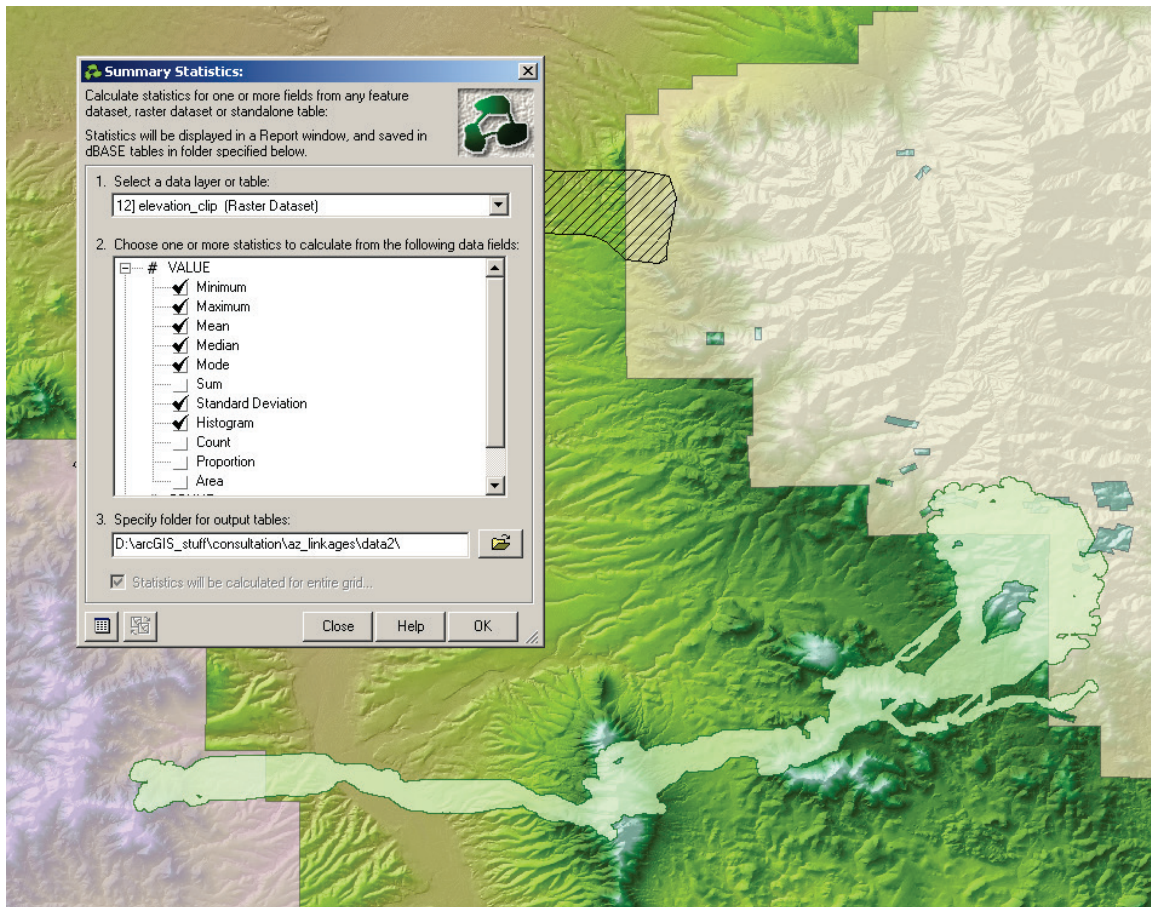 Summary Statistics:
Calculate statistics for one or more fields from any feature
dataset, raster dataset or standalone table:
Statistics will be displayed in a Report window, and saved in
dBASE tables in folder specified below.
1. Select a data layer or table:
12] elevation_clip (Raster Dataset)
2. Choose one or more statistics to calculate from the following data fields:
# VALUE
Minimum
Maximum
Mean
Median
Mode
Sum
Standard Deviation
Histogram
Count
Proportion
Area
3. Specify folder for output tables:
D:\arcGIS_stuff\consultation\az_linkages\data2\
Statistics will be calculated for entire grid...
Close Help OK